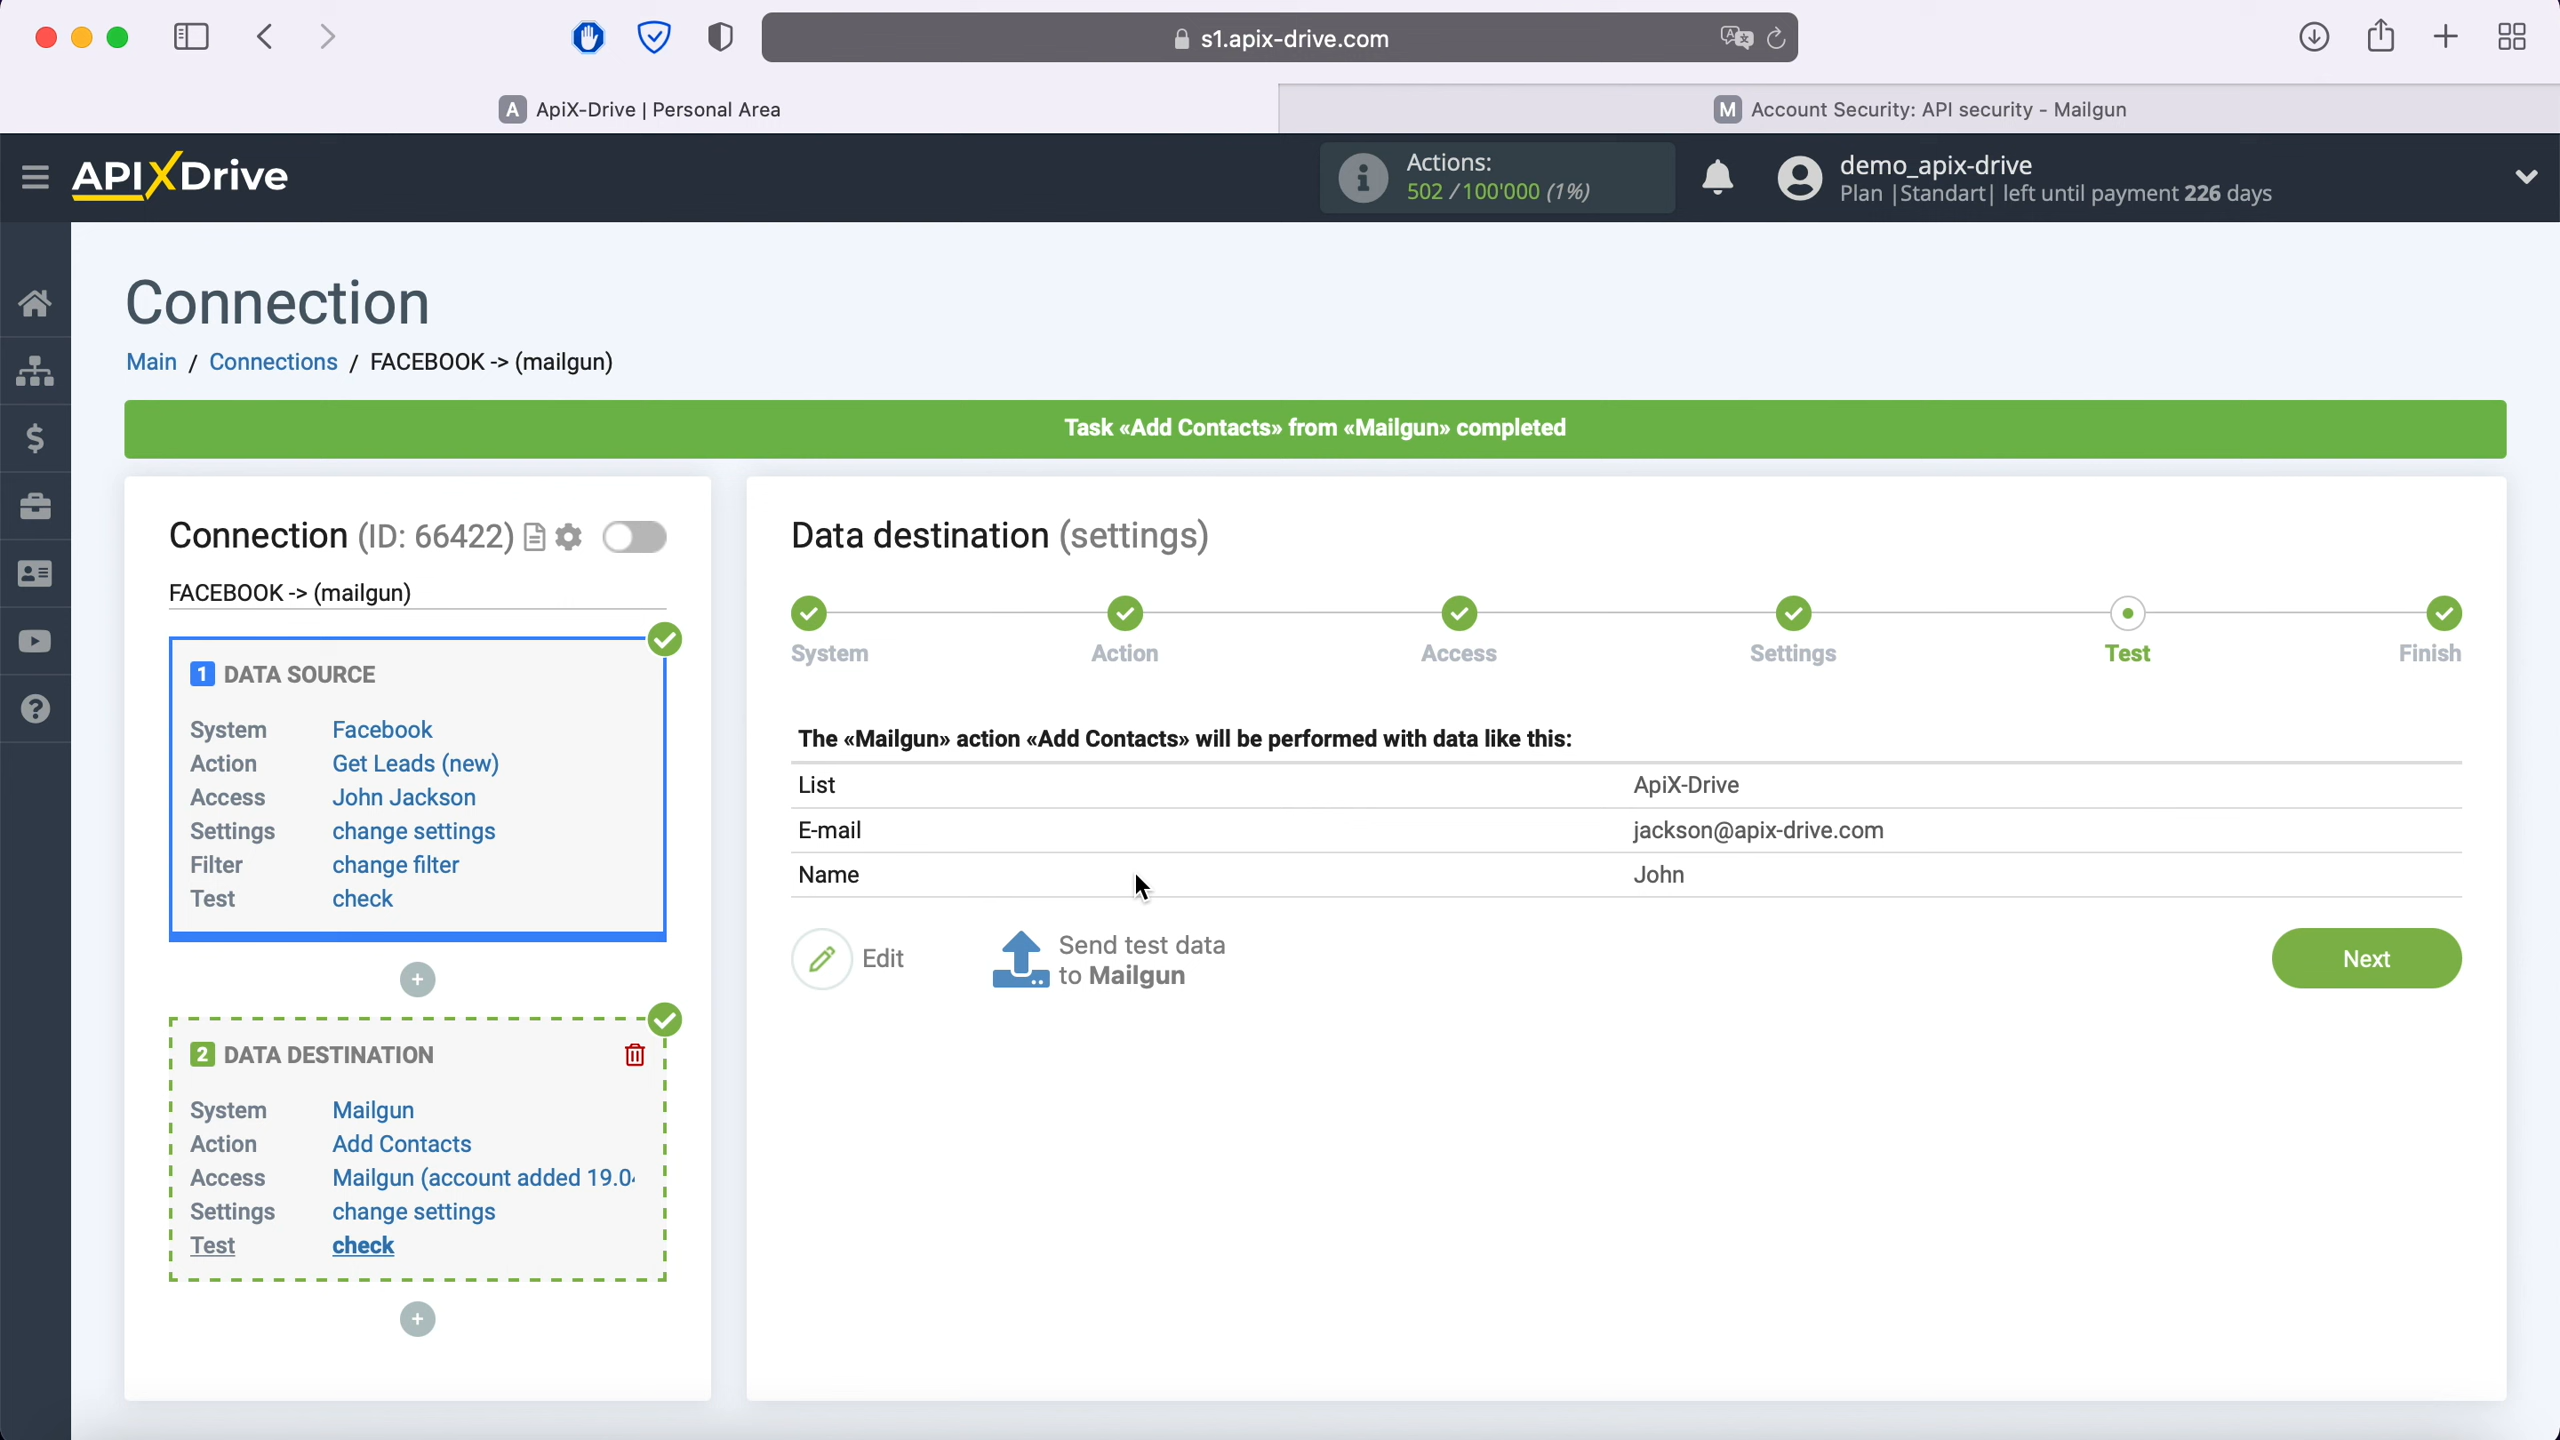 s1.apix-drive.com
A ApiX-Drive | Personal Area
M Account Security: API security - Mailgun
APIXDrive
Actions:
502 / 100'000 (1%)
demo_apix-drive
Plan |Standart| left until payment 226 days
Connection
Main / Connections / FACEBOOK -> (mailgun)
Task «Add Contacts» from «Mailgun» completed
Connection (ID: 66422)
FACEBOOK -> (mailgun)
1 DATA SOURCE
System Facebook
Action Get Leads (new)
Access John Jackson
Settings change settings
Filter change filter
Test check
2 DATA DESTINATION
System Mailgun
Action Add Contacts
Access Mailgun (account added 19.0
Settings change settings
Test check
Data destination (settings)
System Action Access Settings Test Finish
The «Mailgun» action «Add Contacts» will be performed with data like this:
List ApiX-Drive
E-mail jackson@apix-drive.com
Name John
Edit
Send test data
to Mailgun
Next